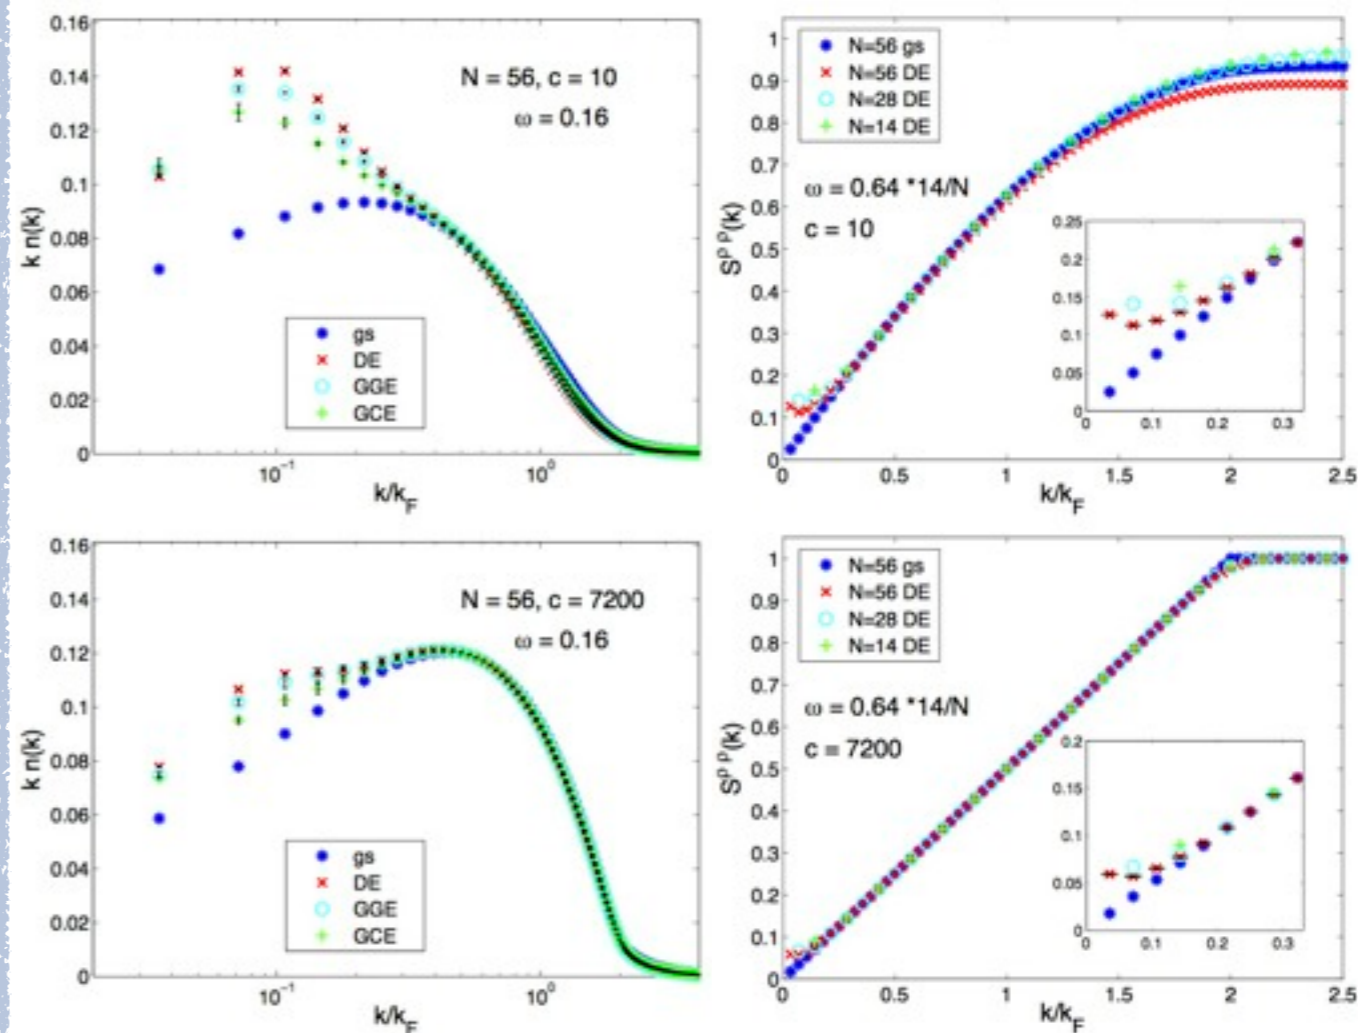 0.16
0.14
0.12
0.1
0.08
0.06
0.04
0.02
0
k n(k)
N = 56, c = 10
ω = 0.16
gs
DE
GGE
GCE
10⁻¹
10⁰
k/k_F
1
0.9
0.8
0.7
0.6
0.5
0.4
0.3
0.2
0.1
0
S^ρ ρ(k)
N=56 gs
N=56 DE
N=28 DE
N=14 DE
ω = 0.64 *14/N
c = 10
0.25
0.2
0.15
0.1
0.05
0
0 0.1 0.2 0.3
0 0.5 1 1.5 2 2.5
k/k_F
0.16
0.14
0.12
0.1
0.08
0.06
0.04
0.02
0
k n(k)
N = 56, c = 7200
ω = 0.16
gs
DE
GGE
GCE
10⁻¹
10⁰
k/k_F
1
0.9
0.8
0.7
0.6
0.5
0.4
0.3
0.2
0.1
0
S^ρ ρ(k)
N=56 gs
N=56 DE
N=28 DE
N=14 DE
ω = 0.64 *14/N
c = 7200
0.2
0.15
0.1
0.05
0
0 0.1 0.2 0.3
0 0.5 1 1.5 2 2.5
k/k_F